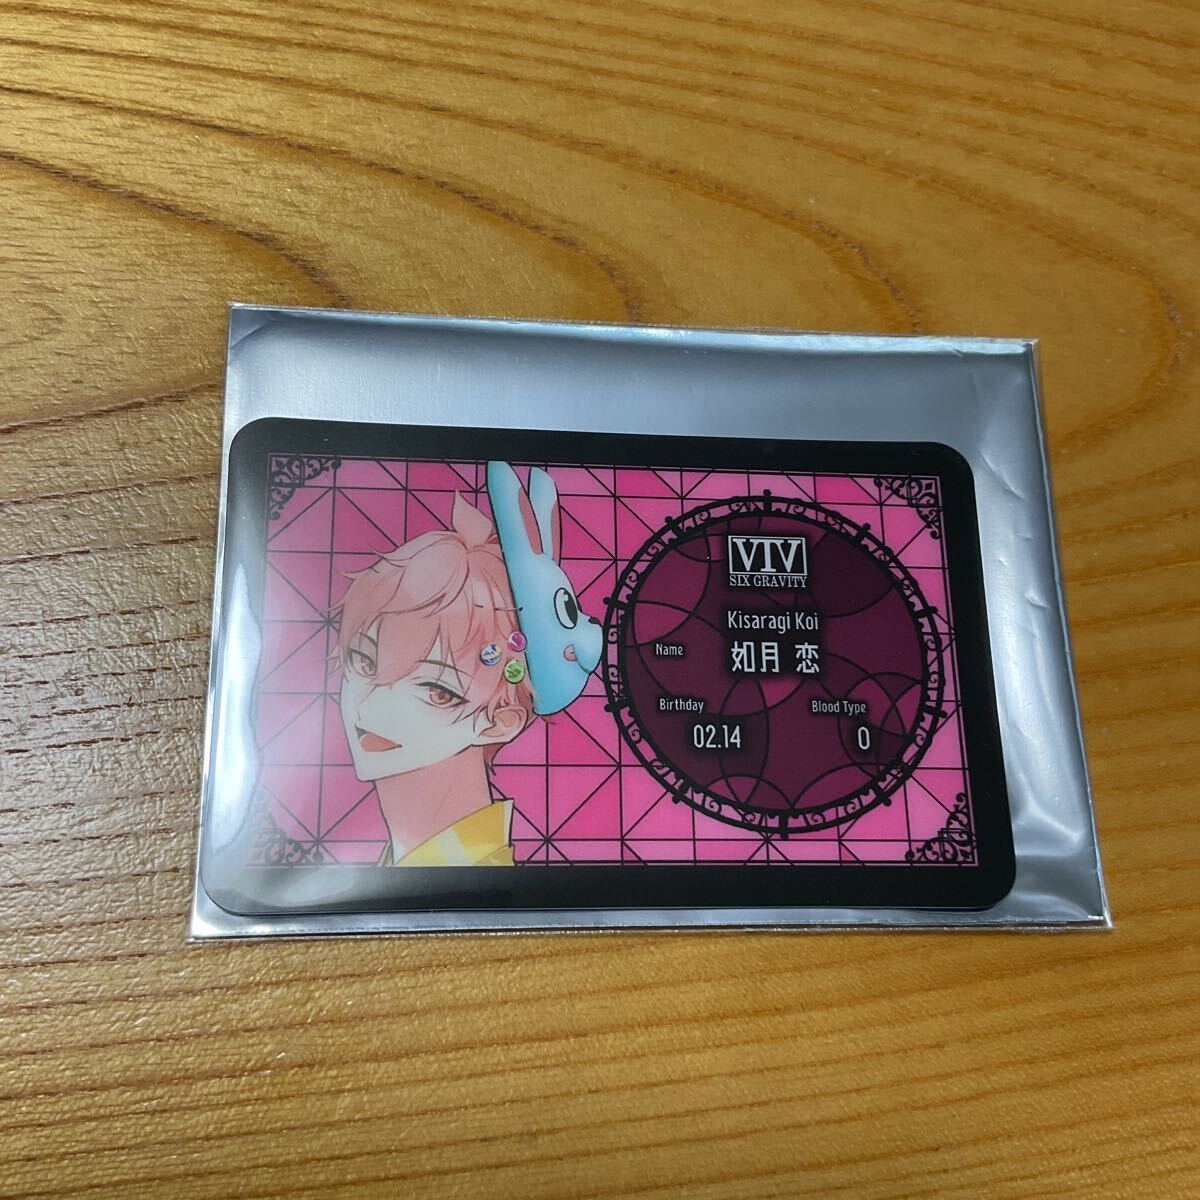 VIV
SIX GRAVITY
Kisaragi Koi
Name
如月 恋
Birthday
Blood Type
02.14
O